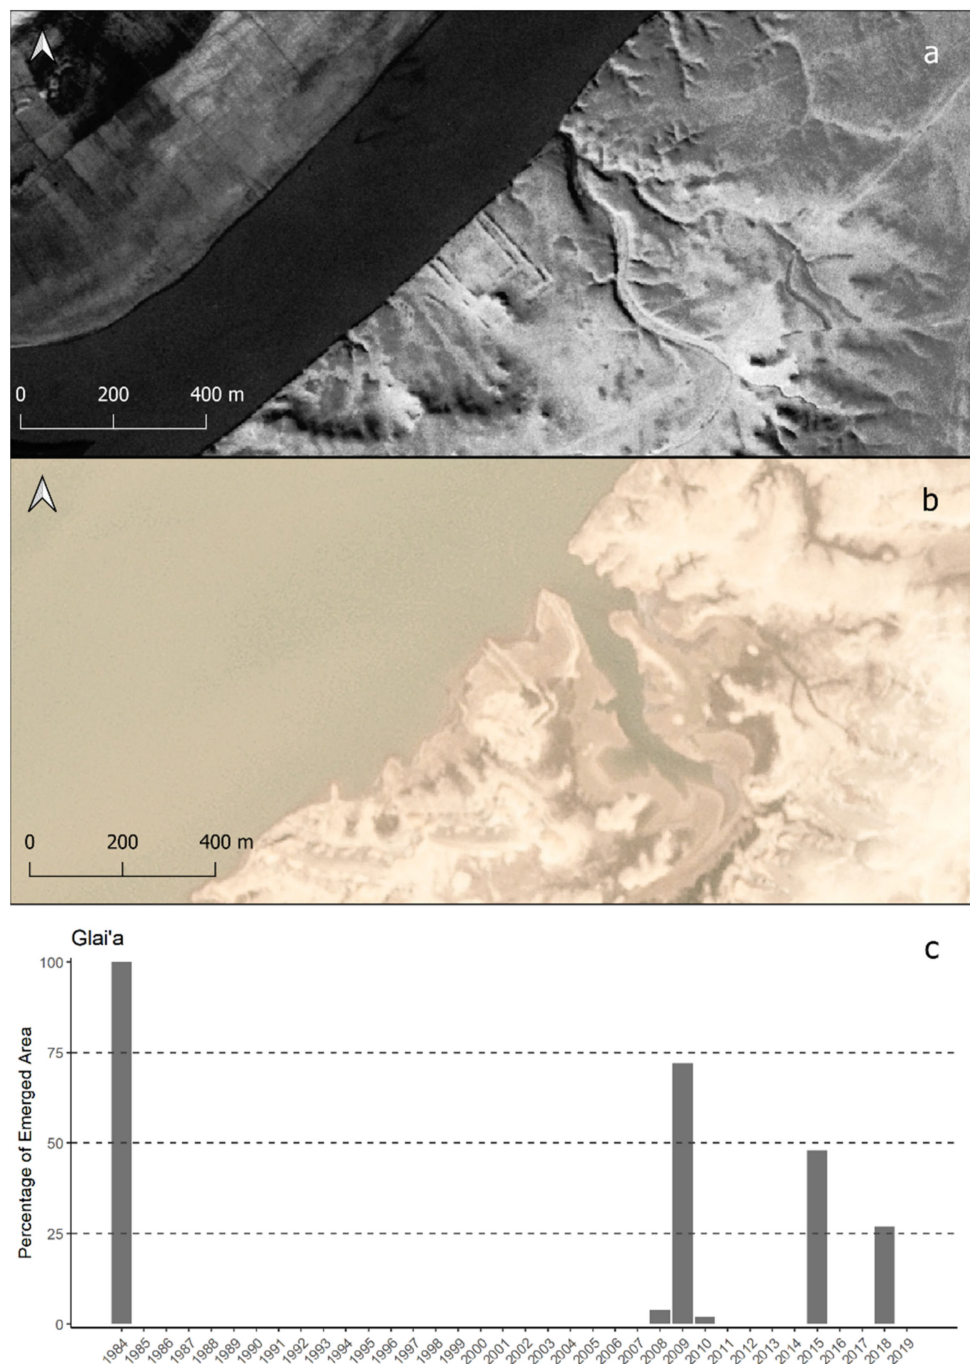 a
0 200 400 m
b
0 200 400 m
c
Glai'a
Percentage of Emerged Area
100
75
50
25
0
1984 1985 1986 1987 1988 1989 1990 1991 1992 1993 1994 1995 1996 1997 1998 1999 2000 2001 2002 2003 2004 2005 2006 2007 2008 2009 2010 2011 2012 2013 2014 2015 2016 2017 2018 2019